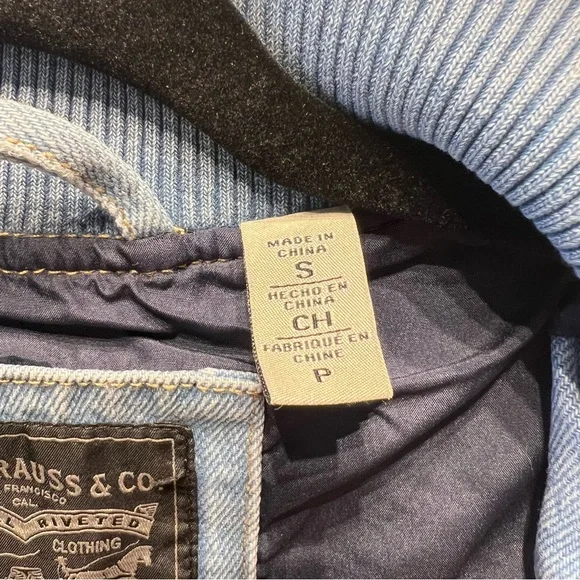 MADE IN
CHINA
S
HECHO EN
CHINA
CH
FABRIQUÉ EN
CHINE
P
RAUSS & CO.
FRANCISCO
CAL.
L RIVETED
CLOTHING